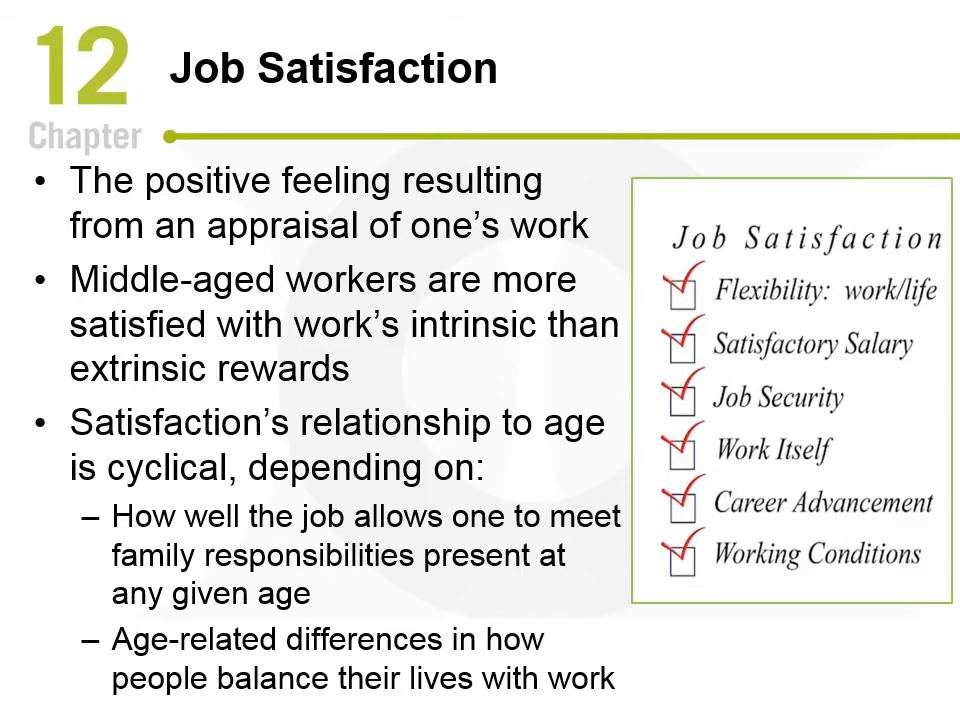 12
Chapter
Job Satisfaction
• The positive feeling resulting
from an appraisal of one’s work
• Middle-aged workers are more
satisfied with work’s intrinsic than
extrinsic rewards
• Satisfaction’s relationship to age
is cyclical, depending on:
– How well the job allows one to meet
family responsibilities present at
any given age
– Age-related differences in how
people balance their lives with work
Job Satisfaction
Flexibility: work/life
Satisfactory Salary
Job Security
Work Itself
Career Advancement
Working Conditions